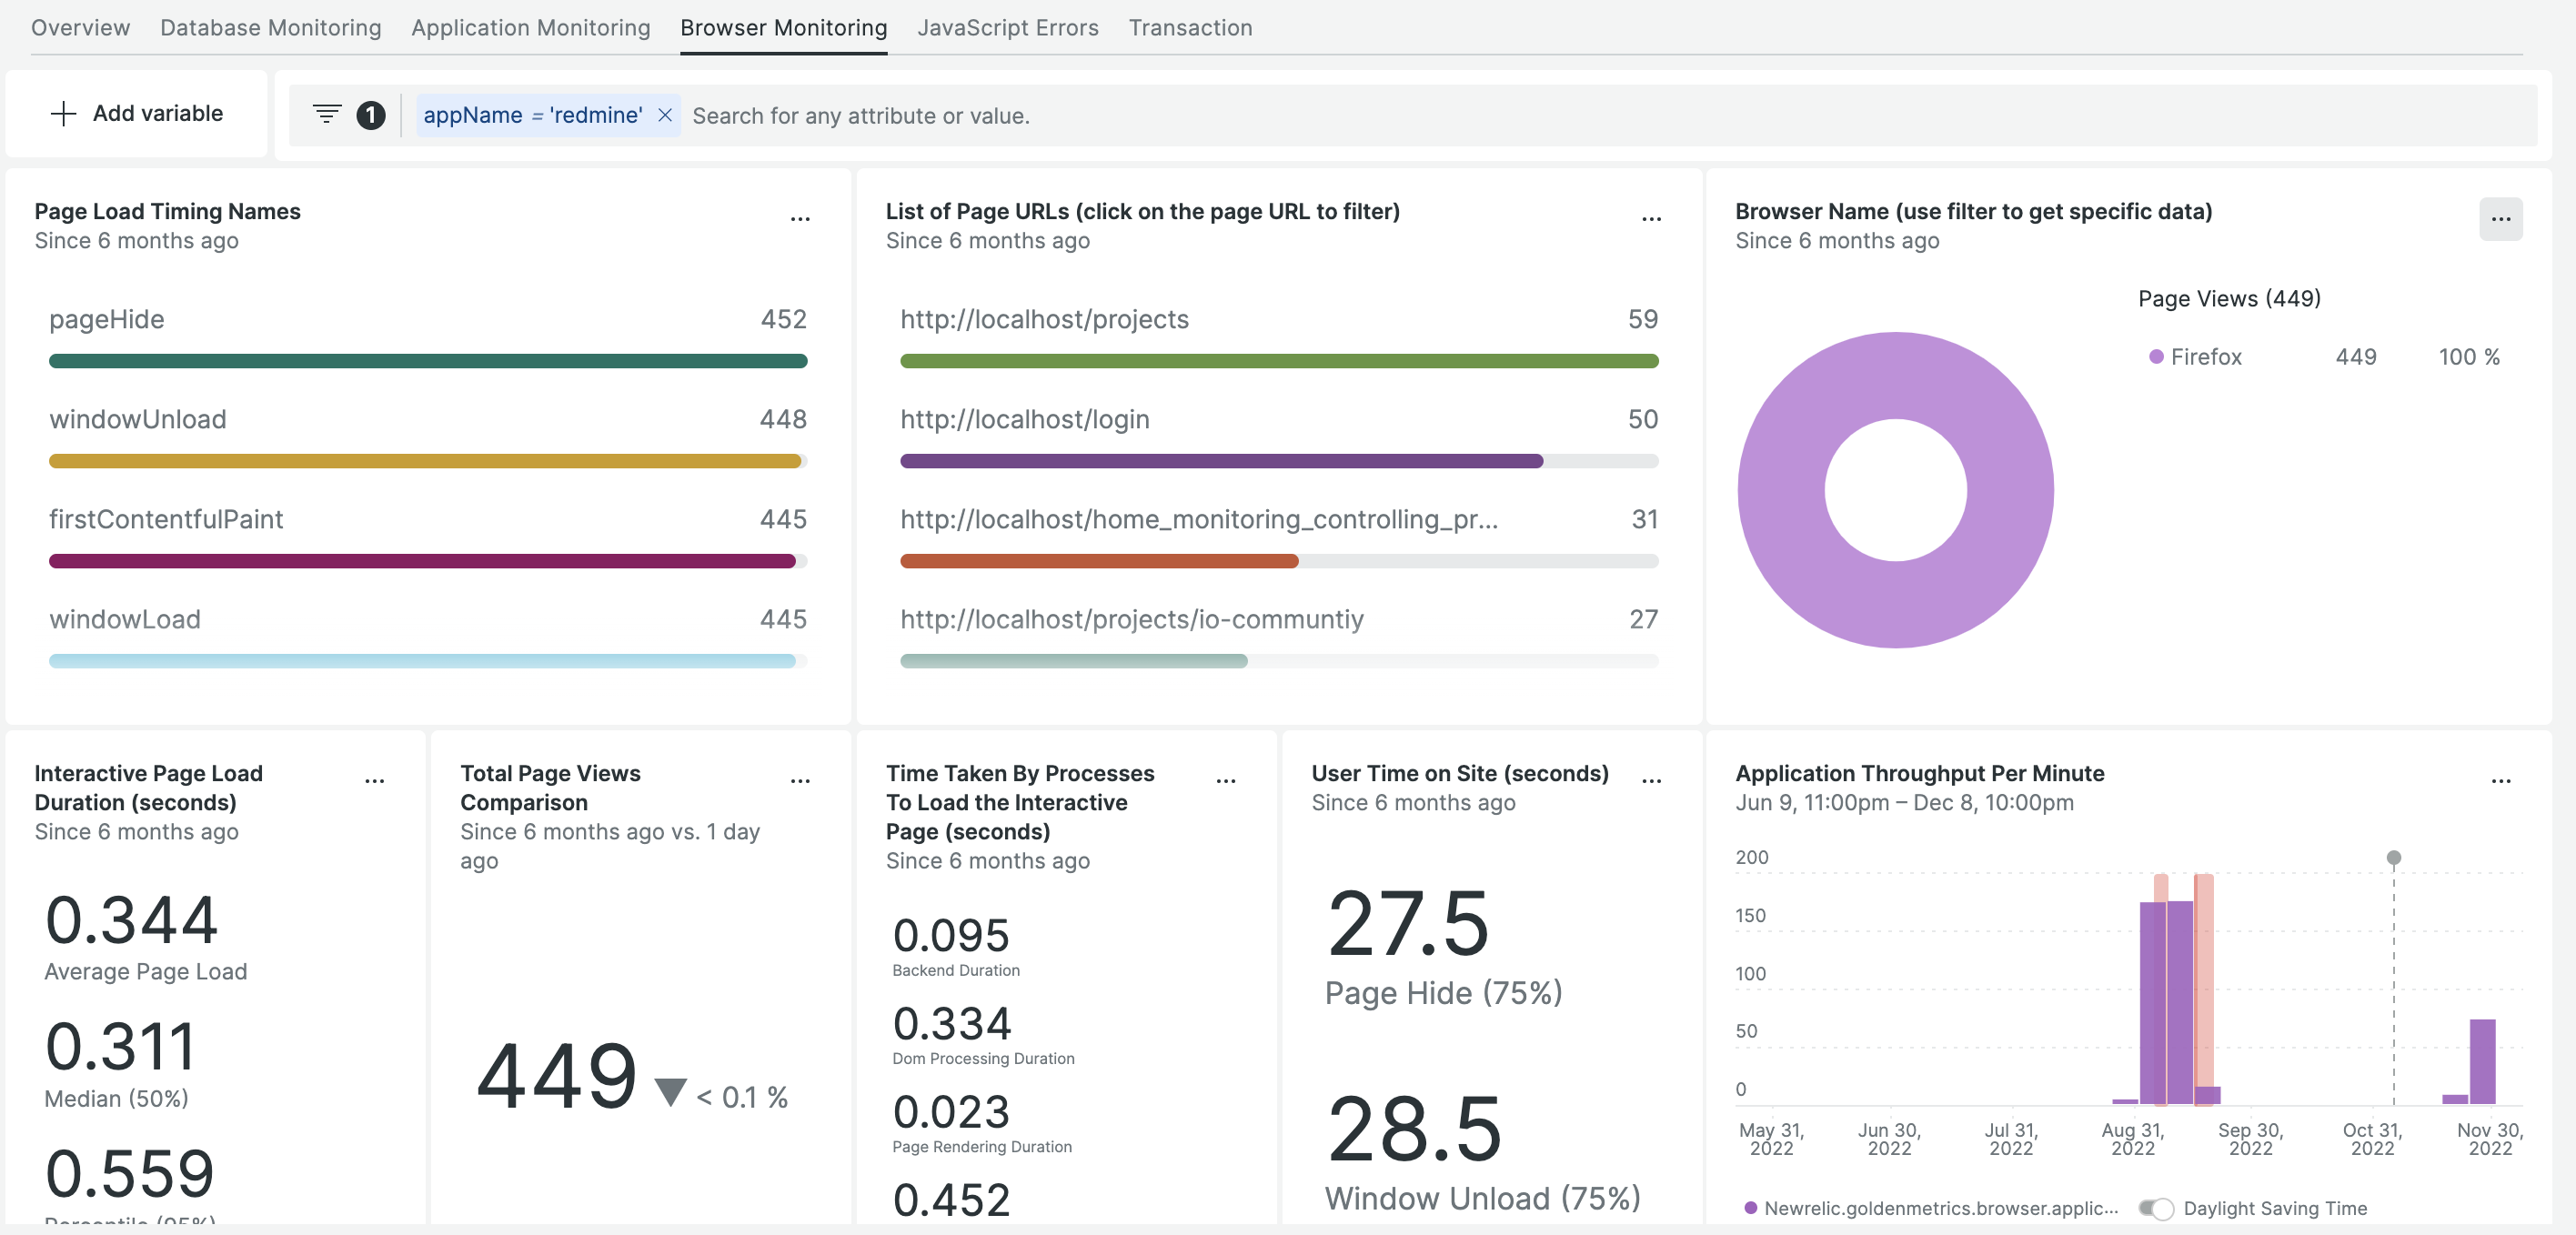 Overview Database Monitoring Application Monitoring Browser Monitoring JavaScript Errors Transaction
+ Add variable
1 appName = 'redmine' × Search for any attribute or value.
Page Load Timing Names
Since 6 months ago
...
pageHide 452
windowUnload 448
firstContentfulPaint 445
windowLoad 445
List of Page URLs (click on the page URL to filter)
Since 6 months ago
...
http://localhost/projects 59
http://localhost/login 50
http://localhost/home_monitoring_controlling_pr... 31
http://localhost/projects/io-communtiy 27
Browser Name (use filter to get specific data)
Since 6 months ago
...
Page Views (449)
Firefox 449 100 %
Interactive Page Load
Duration (seconds)
Since 6 months ago
...
0.344
Average Page Load
0.311
Median (50%)
0.559
Percentile (95%)
Total Page Views
Comparison
Since 6 months ago vs. 1 day
ago
...
449 < 0.1 %
Time Taken By Processes
To Load the Interactive
Page (seconds)
Since 6 months ago
...
0.095
Backend Duration
0.334
Dom Processing Duration
0.023
Page Rendering Duration
0.452
User Time on Site (seconds)
Since 6 months ago
...
27.5
Page Hide (75%)
28.5
Window Unload (75%)
Application Throughput Per Minute
Jun 9, 11:00pm – Dec 8, 10:00pm
...
200
150
100
50
0
May 31, 2022
Jun 30, 2022
Jul 31, 2022
Aug 31, 2022
Sep 30, 2022
Oct 31, 2022
Nov 30, 2022
Newrelic.goldenmetrics.browser.applic... Daylight Saving Time